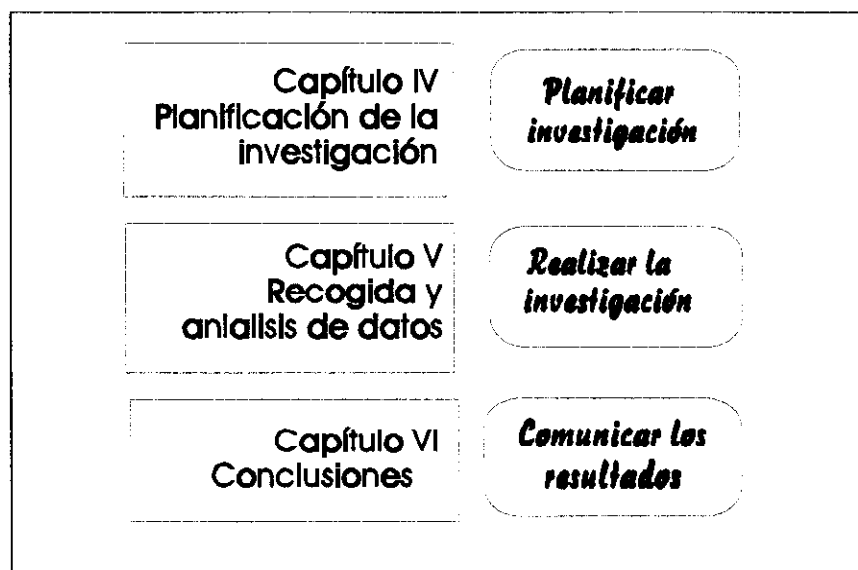 Capítulo IV
Planificación de la
investigación
Planificar
investigación
Capítulo V
Recogida y
anlalisis de datos
Realizar la
investigación
Capítulo VI
Conclusiones
Comunicar los
resultados